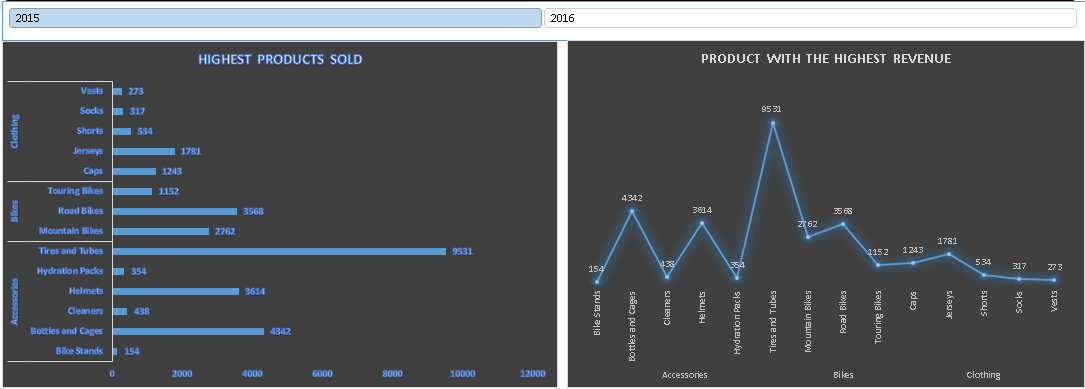 2015
2016
HIGHEST PRODUCTS SOLD
Clothing
Vests 273
Socks 317
Shorts 534
Jerseys 1781
Caps 1243
Bikes
Touring Bikes 1152
Road Bikes 3568
Mountain Bikes 2762
Accessories
Tires and Tubes 9531
Hydration Packs 354
Helmets 3614
Cleaners 438
Bottles and Cages 4342
Bike Stands 154
0 2000 4000 6000 8000 10000 12000
PRODUCT WITH THE HIGHEST REVENUE
154
4342
438
3614
354
9531
2762
3568
1152
1243
1781
534
317
273
Bike Stands
Bottles and Cages
Cleaners
Helmets
Hydration Packs
Tires and Tubes
Mountain Bikes
Road Bikes
Touring Bikes
Caps
Jerseys
Shorts
Socks
Vests
Accessories Bikes Clothing